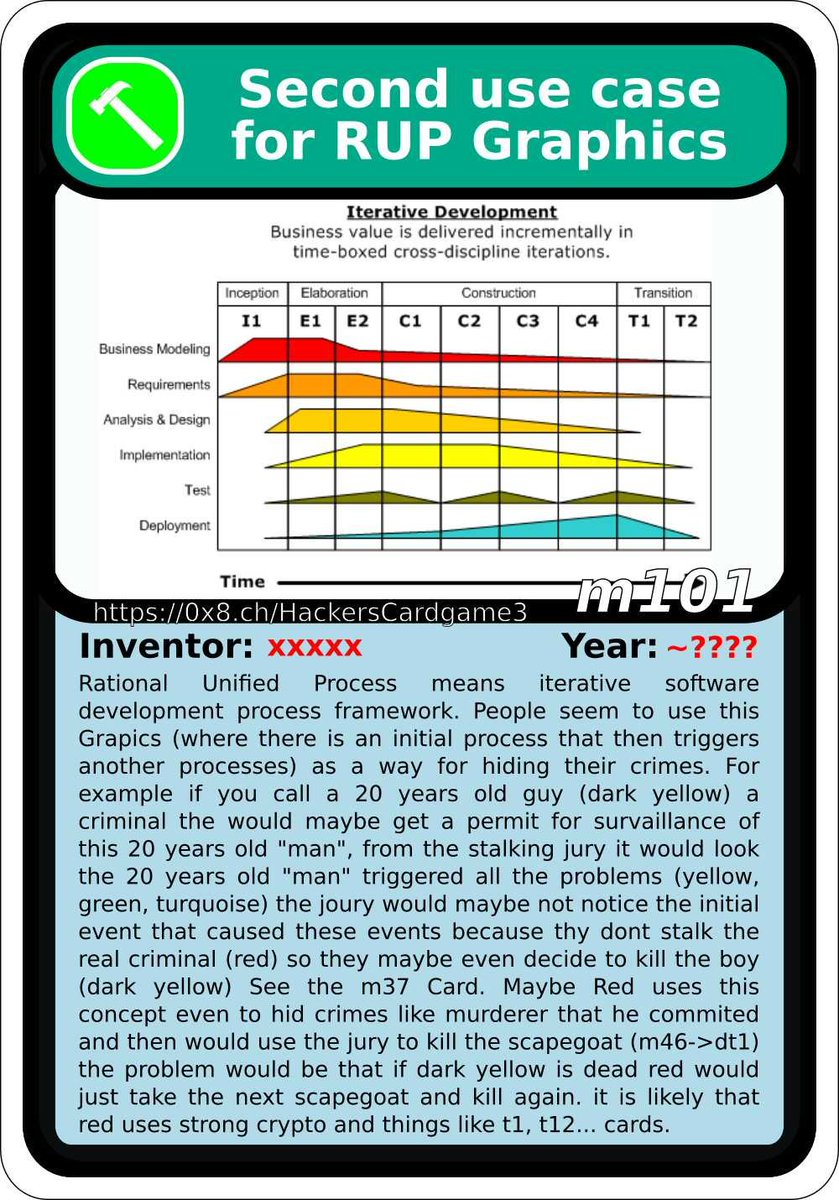 Second use case
for RUP Graphics
Iterative Development
Business value is delivered incrementally in
time-boxed cross-discipline iterations.
Inception Elaboration Construction Transition
I1 E1 E2 C1 C2 C3 C4 T1 T2
Business Modeling
Requirements
Analysis & Design
Implementation
Test
Deployment
Time
m101
https://0x8.ch/HackersCardgame3
Inventor: xxxxx Year: ~????
Rational Unified Process means iterative software
development process framework. People seem to use this
Grapics (where there is an initial process that then triggers
another processes) as a way for hiding their crimes. For
example if you call a 20 years old guy (dark yellow) a
criminal the would maybe get a permit for survaillance of
this 20 years old "man", from the stalking jury it would look
the 20 years old "man" triggered all the problems (yellow,
green, turquoise) the joury would maybe not notice the initial
event that caused these events because thy dont stalk the
real criminal (red) so they maybe even decide to kill the boy
(dark yellow) See the m37 Card. Maybe Red uses this
concept even to hid crimes like murderer that he commited
and then would use the jury to kill the scapegoat (m46->dt1)
the problem would be that if dark yellow is dead red would
just take the next scapegoat and kill again. it is likely that
red uses strong crypto and things like t1, t12... cards.